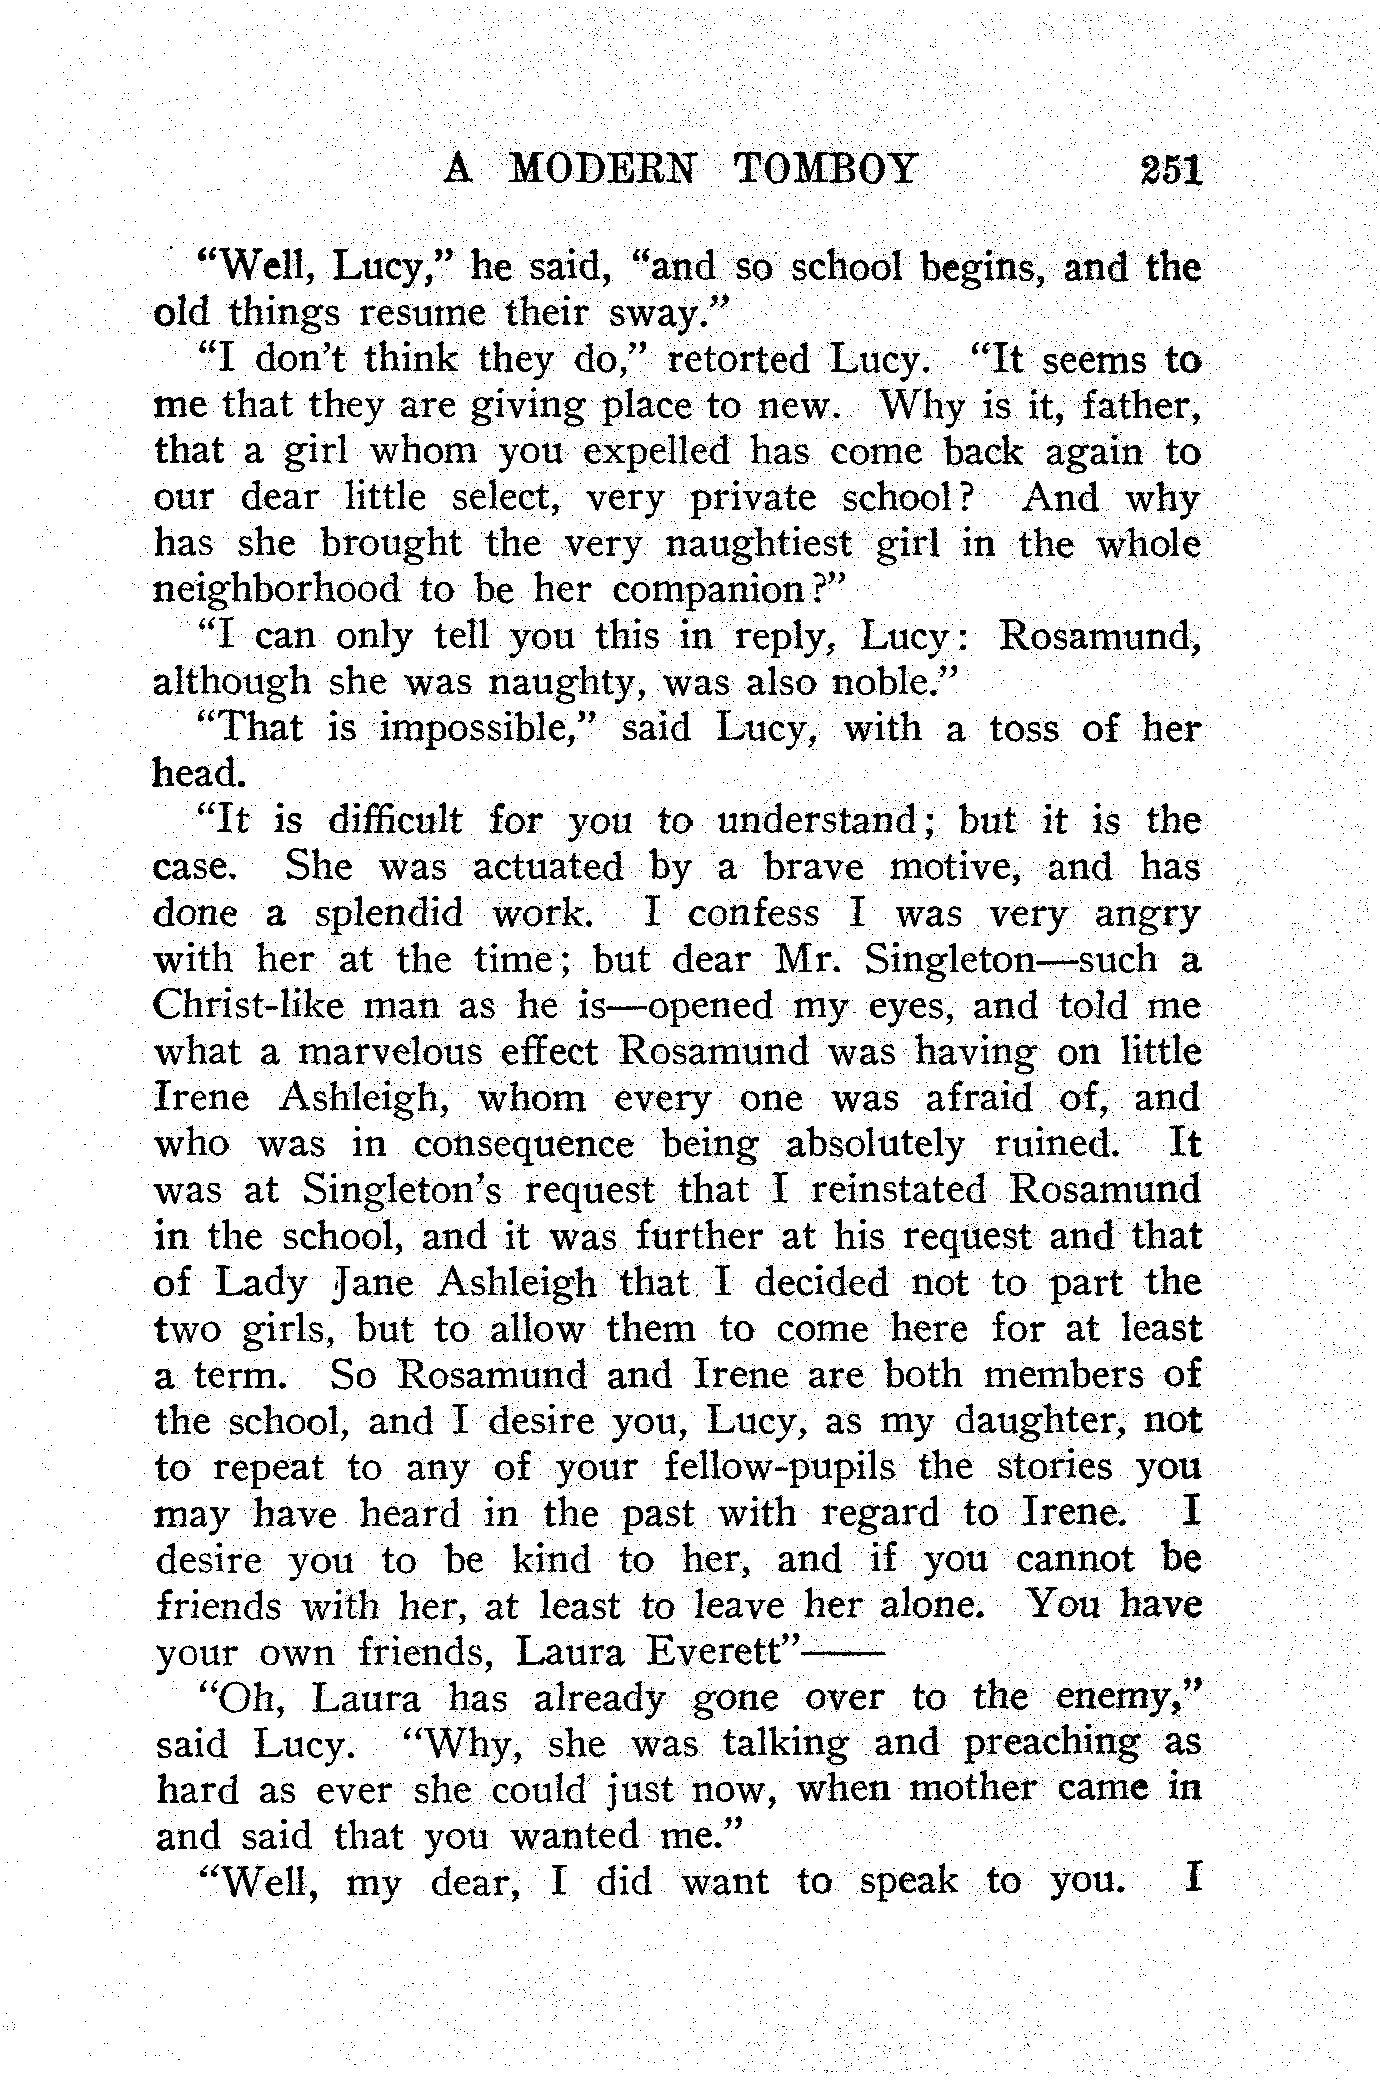 A MODERN TOMBOY 251
“Well, Lucy,” he said, “and so school begins, and the
old things resume their sway.”
“I don’t think they do,” retorted Lucy. “It seems to
me that they are giving place to new. Why is it, father,
that a girl whom you expelled has come back again to
our dear little select, very private school? And why
has she brought the very naughtiest girl in the whole
neighborhood to be her companion?”
“I can only tell you this in reply, Lucy: Rosamund,
although she was naughty, was also noble.”
“That is impossible,” said Lucy, with a toss of her
head.
“It is difficult for you to understand; but it is the
case. She was actuated by a brave motive, and has
done a splendid work. I confess I was very angry
with her at the time; but dear Mr. Singleton—such a
Christ-like man as he is—opened my eyes, and told me
what a marvelous effect Rosamund was having on little
Irene Ashleigh, whom every one was afraid of, and
who was in consequence being absolutely ruined. It
was at Singleton’s request that I reinstated Rosamund
in the school, and it was further at his request and that
of Lady Jane Ashleigh that I decided not to part the
two girls, but to allow them to come here for at least
a term. So Rosamund and Irene are both members of
the school, and I desire you, Lucy, as my daughter, not
to repeat to any of your fellow-pupils the stories you
may have heard in the past with regard to Irene. I
desire you to be kind to her, and if you cannot be
friends with her, at least to leave her alone. You have
your own friends, Laura Everett”——
“Oh, Laura has already gone over to the enemy,”
said Lucy. “Why, she was talking and preaching as
hard as ever she could just now, when mother came in
and said that you wanted me.”
“Well, my dear, I did want to speak to you. I